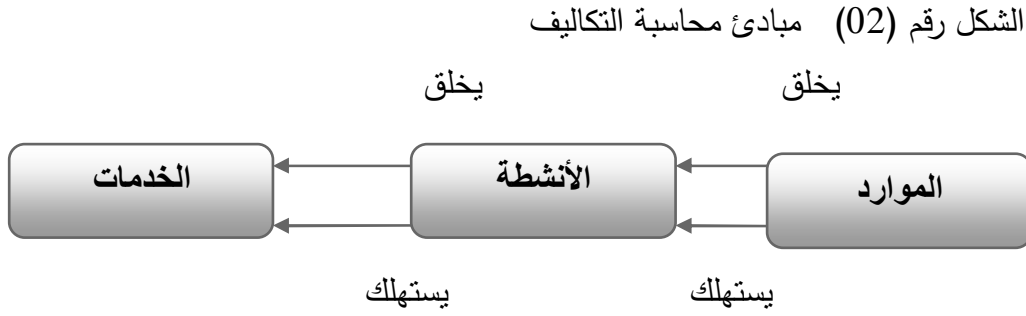 الشكل رقم (02) مبادئ محاسبة التكاليف
يخلق يخلق
الموارد الأنشطة الخدمات
يستهلك يستهلك